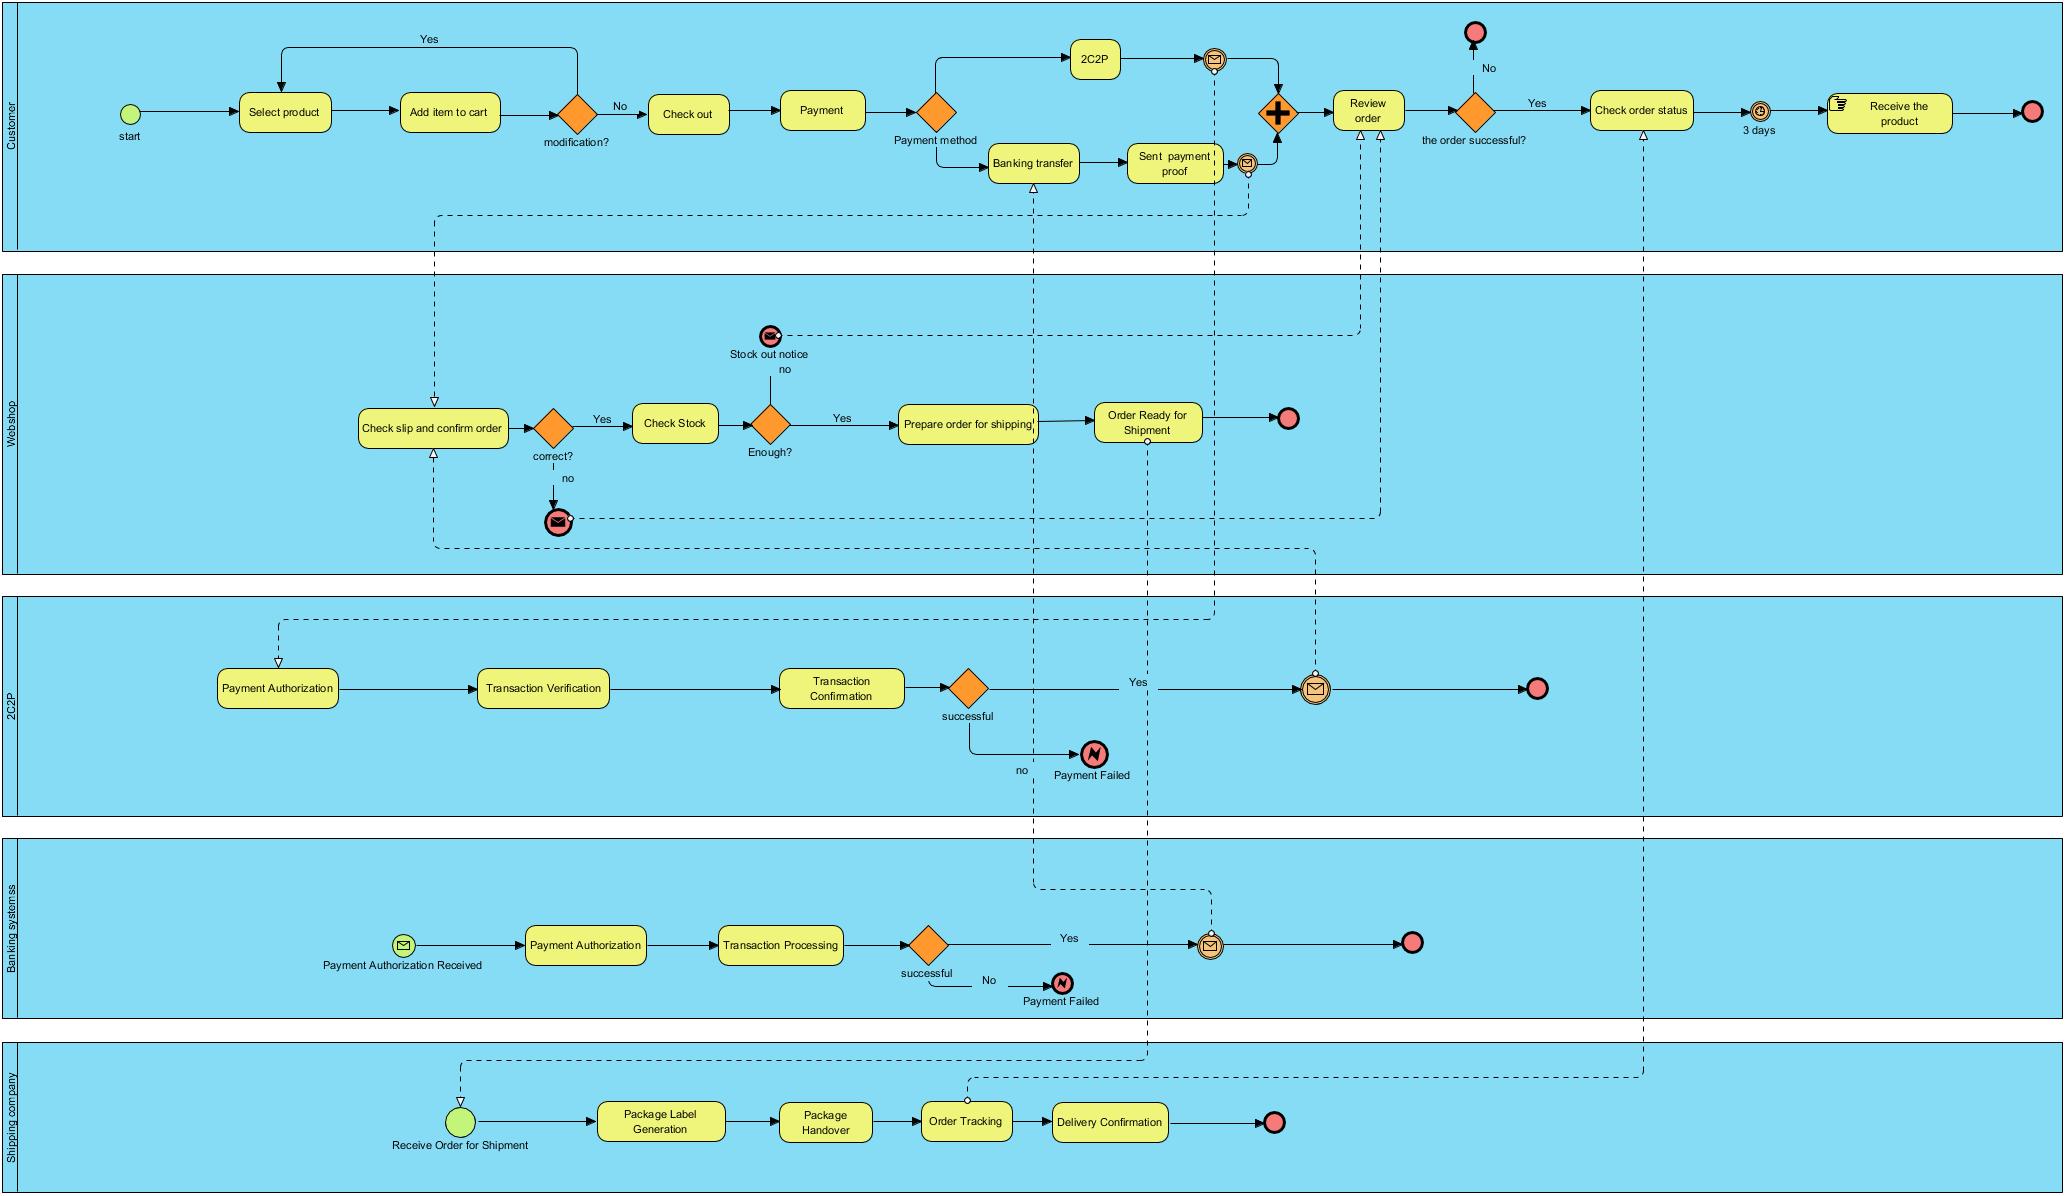 Customer
Yes
start
Select product
Add item to cart
modification?
No
Check out
Payment
Payment method
2C2P
Banking transfer
Sent payment
proof
Review
order
No
the order successful?
Yes
Check order status
3 days
Receive the
product
Webshop
Stock out notice
no
Check slip and confirm order
correct?
Yes
no
Check Stock
Enough?
Yes
Prepare order for shipping
Order Ready for
Shipment
2C2P
Payment Authorization
Transaction Verification
Transaction
Confirmation
successful
Yes
no
Payment Failed
Banking systemss
Payment Authorization Received
Payment Authorization
Transaction Processing
successful
Yes
No
Payment Failed
Shipping company
Receive Order for Shipment
Package Label
Generation
Package
Handover
Order Tracking
Delivery Confirmation